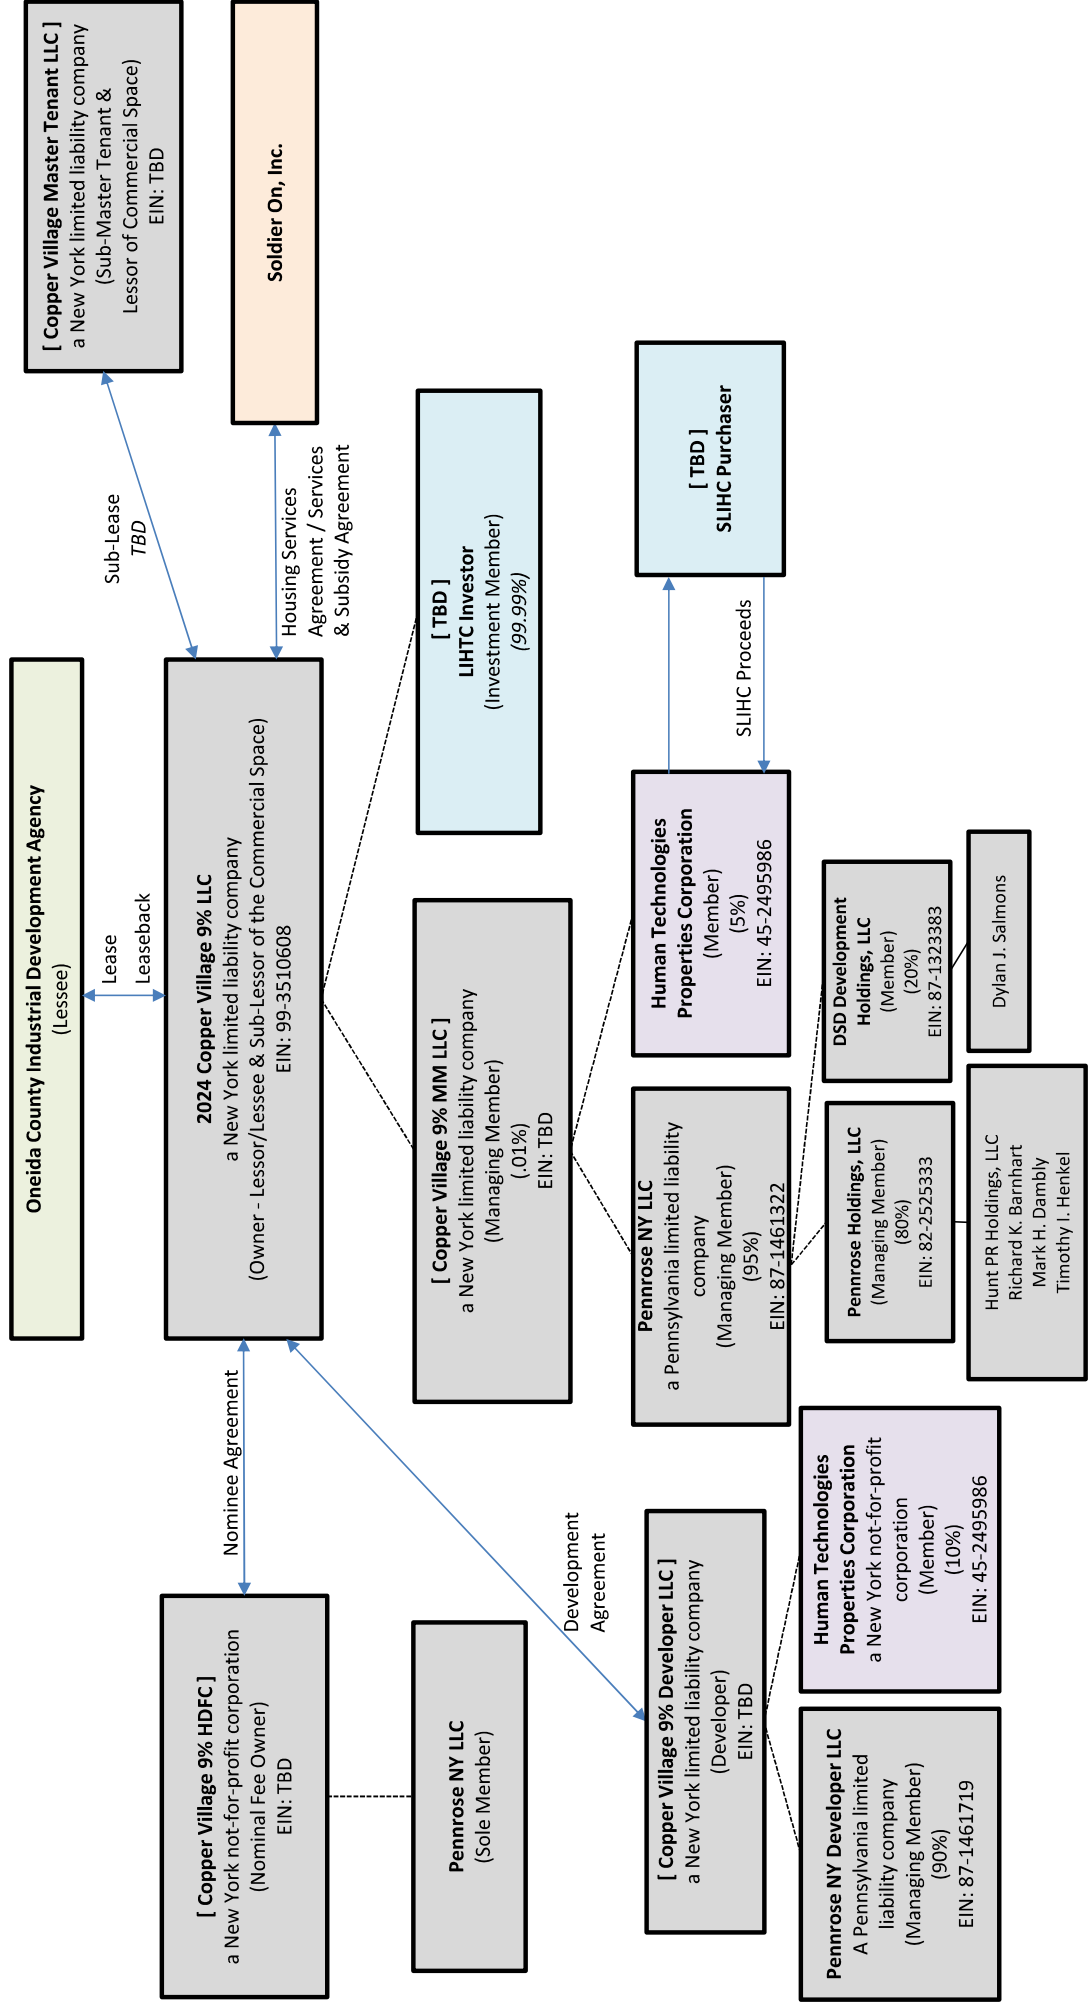 Oneida County Industrial Development Agency
(Lessee)
Lease
Leaseback
[ Copper Village 9% HDFC ]
a New York not-for-profit corporation
(Nominal Fee Owner)
EIN: TBD
Nominee Agreement
2024 Copper Village 9% LLC
a New York limited liability company
(Owner - Lessor/Lessee & Sub-Lessor of the Commercial Space)
EIN: 99-3510608
Sub-Lease
TBD
[ Copper Village Master Tenant LLC ]
a New York limited liability company
(Sub-Master Tenant &
Lessor of Commercial Space)
EIN: TBD
Housing Services
Agreement / Services
& Subsidy Agreement
Soldier On, Inc.
Pennrose NY LLC
(Sole Member)
[ Copper Village 9% MM LLC ]
a New York limited liability company
(Managing Member)
(.01%)
EIN: TBD
[ TBD ]
LIHTC Investor
(Investment Member)
(99.99%)
Development
Agreement
[ Copper Village 9% Developer LLC ]
a New York limited liability company
(Developer)
EIN: TBD
Pennrose NY LLC
a Pennsylvania limited liability
company
(Managing Member)
(95%)
EIN: 87-1461322
Human Technologies
Properties Corporation
(Member)
(5%)
EIN: 45-2495986
SLIHC Proceeds
[ TBD ]
SLIHC Purchaser
Pennrose NY Developer LLC
A Pennsylvania limited
liability company
(Managing Member)
(90%)
EIN: 87-1461719
Human Technologies
Properties Corporation
a New York not-for-profit
corporation
(Member)
(10%)
EIN: 45-2495986
Pennrose Holdings, LLC
(Managing Member)
(80%)
EIN: 82-2525333
DSD Development
Holdings, LLC
(Member)
(20%)
EIN: 87-1323383
Hunt PR Holdings, LLC
Richard K. Barnhart
Mark H. Dambly
Timothy I. Henkel
Dylan J. Salmons